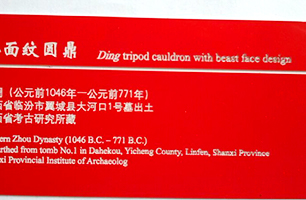 面纹圆鼎
Ding tripod cauldron with beast face design
(公元前1046年－公元前771年)
省临汾市翼城县大河口1号墓出土
省考古研究所藏
ern Zhou Dynasty (1046 B.C. – 771 B.C.)
rthed from tomb No.1 in Dahekou, Yicheng County, Linfen, Shanxi Province
xi Provincial Institute of Archaeolog